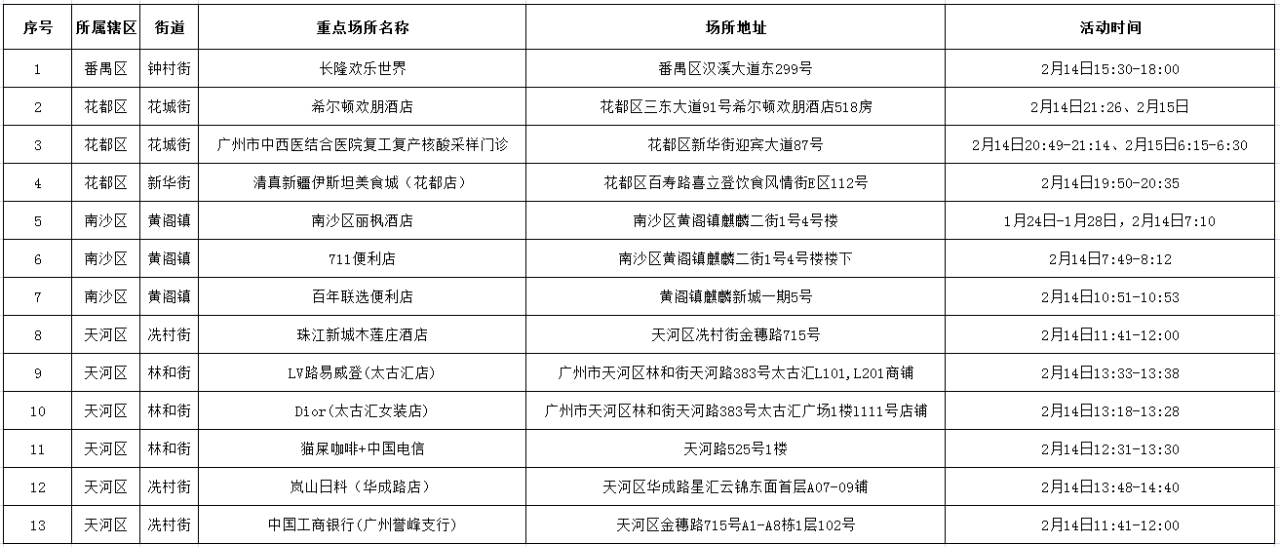 序号 所属辖区 街道 重点场所名称 场所地址 活动时间
1 番禺区 钟村街 长隆欢乐世界 番禺区汉溪大道东299号 2月14日15:30-18:00
2 花都区 花城街 希尔顿欢朋酒店 花都区三东大道91号希尔顿欢朋酒店518房 2月14日21:26、2月15日
3 花都区 花城街 广州市中西医结合医院复工复产核酸采样门诊 花都区新华街迎宾大道87号 2月14日20:49-21:14、2月15日6:15-6:30
4 花都区 新华街 清真新疆伊斯坦美食城（花都店） 花都区百寿路喜立登饮食风情街E区112号 2月14日19:50-20:35
5 南沙区 黄阁镇 南沙区丽枫酒店 南沙区黄阁镇麒麟二街1号4号楼 1月24日-1月28日，2月14日7:10
6 南沙区 黄阁镇 711便利店 南沙区黄阁镇麒麟二街1号4号楼楼下 2月14日7:49-8:12
7 南沙区 黄阁镇 百年联选便利店 黄阁镇麒麟新城一期5号 2月14日10:51-10:53
8 天河区 冼村街 珠江新城木莲庄酒店 天河区冼村街金穗路715号 2月14日11:41-12:00
9 天河区 林和街 LV路易威登(太古汇店) 广州市天河区林和街天河路383号太古汇L101,L201商铺 2月14日13:33-13:38
10 天河区 林和街 Dior(太古汇女装店) 广州市天河区林和街天河路383号太古汇广场1楼l111号店铺 2月14日13:18-13:28
11 天河区 林和街 猫屎咖啡+中国电信 天河路525号1楼 2月14日12:31-13:30
12 天河区 冼村街 岚山日料（华成路店） 天河区华成路星汇云锦东面首层A07-09铺 2月14日13:48-14:40
13 天河区 冼村街 中国工商银行(广州誉峰支行) 天河区金穗路715号A1-A8栋1层102号 2月14日11:41-12:00